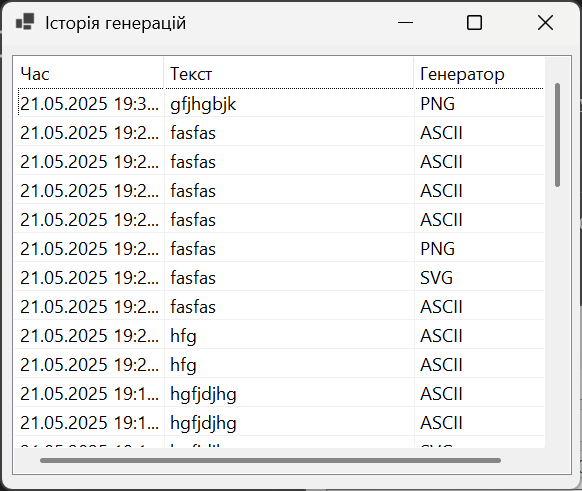 Історія генерацій
Час Текст Генератор
21.05.2025 19:3... gfjhgbjk PNG
21.05.2025 19:2... fasfas ASCII
21.05.2025 19:2... fasfas ASCII
21.05.2025 19:2... fasfas ASCII
21.05.2025 19:2... fasfas ASCII
21.05.2025 19:2... fasfas PNG
21.05.2025 19:2... fasfas SVG
21.05.2025 19:2... fasfas ASCII
21.05.2025 19:2... hfg ASCII
21.05.2025 19:2... hfg ASCII
21.05.2025 19:1... hgfjdjhg ASCII
21.05.2025 19:1... hgfjdjhg ASCII